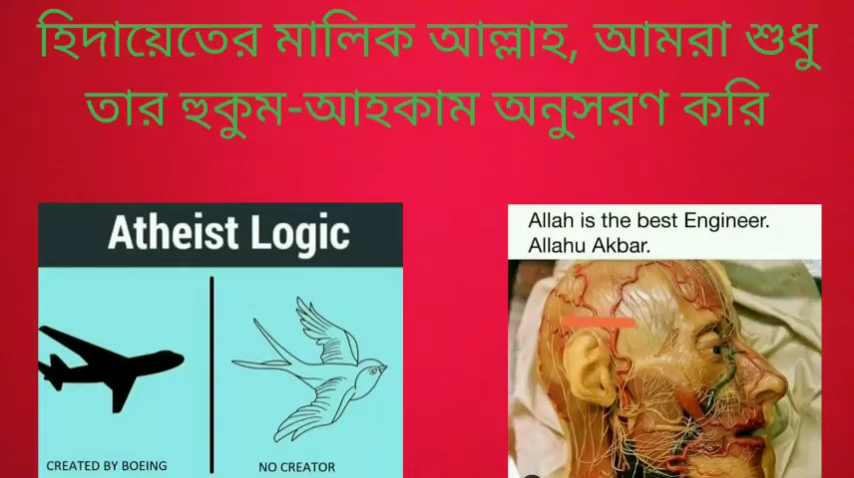 হিদায়েতের মালিক আল্লাহ, আমরা শুধু
তার হুকুম-আহকাম অনুসরণ করি
Atheist Logic
CREATED BY BOEING
NO CREATOR
Allah is the best Engineer.
Allahu Akbar.